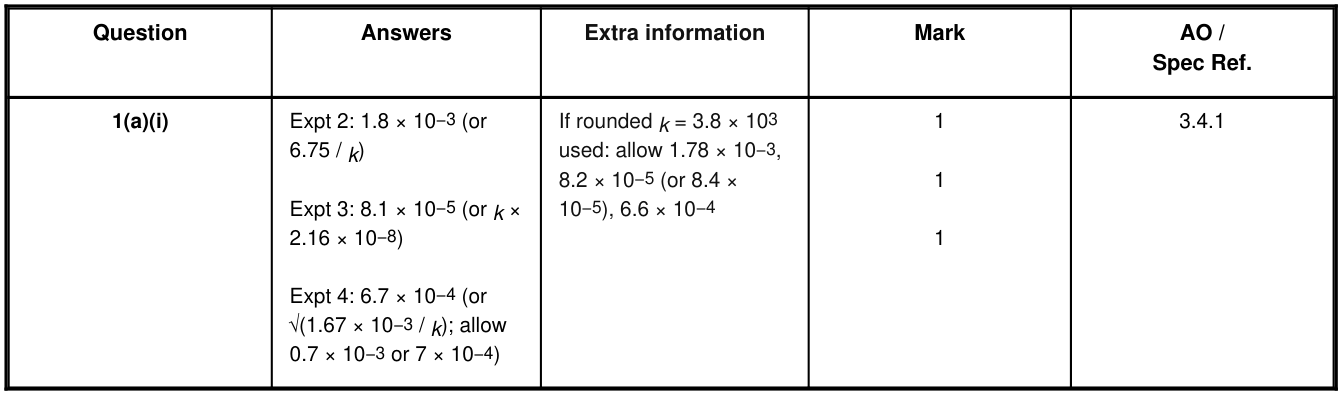 Question
Answers
Extra information
Mark
AO /
Spec Ref.
1(a)(i)
Expt 2: 1.8 × 10–3 (or
6.75 / k)
Expt 3: 8.1 × 10–5 (or k ×
2.16 × 10–8)
Expt 4: 6.7 × 10–4 (or
√(1.67 × 10–3 / k); allow
0.7 × 10–3 or 7 × 10–4)
If rounded k = 3.8 × 103
used: allow 1.78 × 10–3,
8.2 × 10–5 (or 8.4 ×
10–5), 6.6 × 10–4
1
1
1
3.4.1